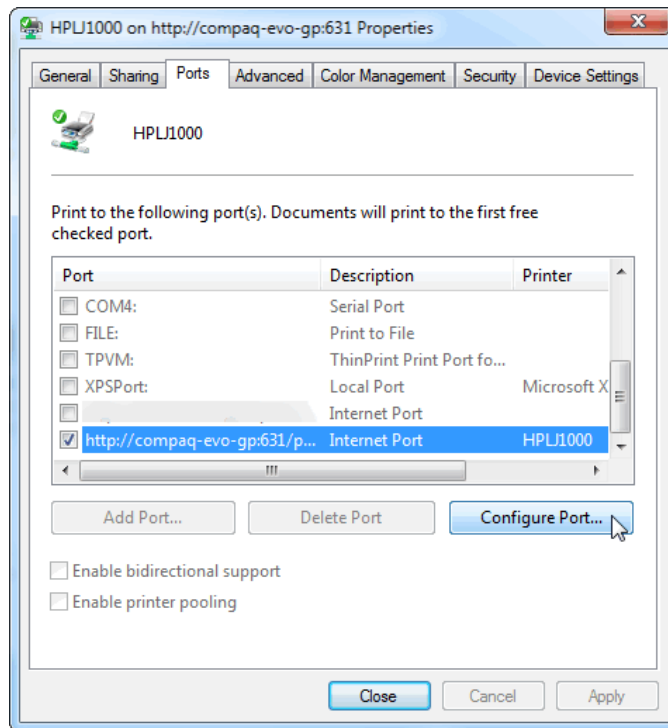 HPLJ1000 on http://compaq-evo-gp:631 Properties
General Sharing Ports Advanced Color Management Security Device Settings
HPLJ1000
Print to the following port(s). Documents will print to the first free
checked port.
Port Description Printer
COM4: Serial Port
FILE: Print to File
TPVM: ThinPrint Print Port fo...
XPSPort: Local Port Microsoft X
Internet Port
http://compaq-evo-gp:631/p... Internet Port HPLJ1000
Add Port... Delete Port Configure Port...
Enable bidirectional support
Enable printer pooling
Close Cancel Apply